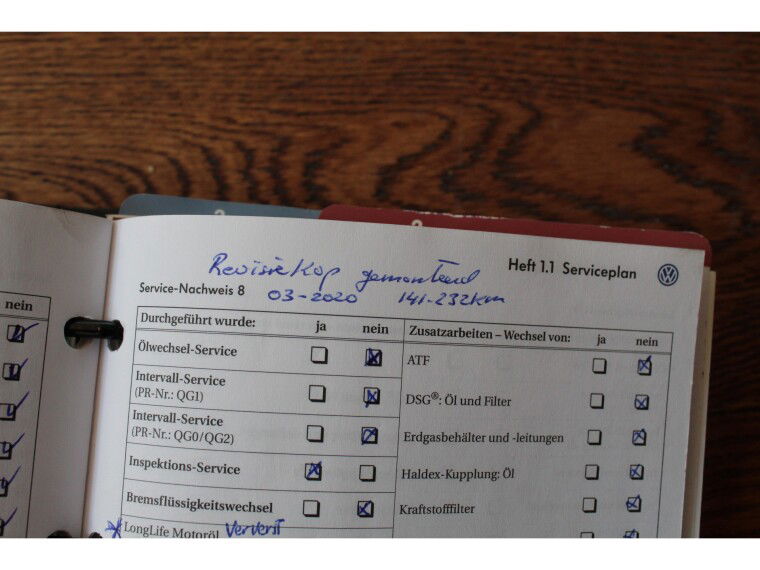 Revisie Kop gemonteerd
Heft 1.1 Serviceplan
Service-Nachweis 8
03-2020 141-232km
nein
Durchgeführt wurde: ja nein
Zusatzarbeiten – Wechsel von: ja nein
Ölwechsel-Service
ATF
Intervall-Service
(PR-Nr.: QG1)
DSG®: Öl und Filter
Intervall-Service
(PR-Nr.: QG0/QG2)
Erdgasbehälter und -leitungen
Inspektions-Service
Haldex-Kupplung: Öl
Bremsflüssigkeitswechsel
Kraftstofffilter
LongLife Motoröl Ververst